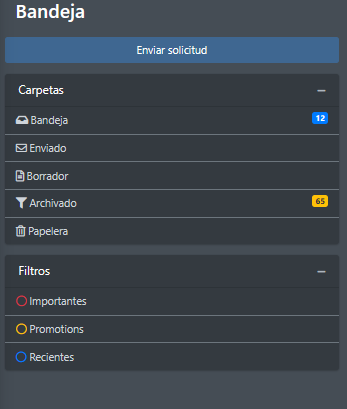 Bandeja
Enviar solicitud
Carpetas
Bandeja 12
Enviado
Borrador
Archivado 65
Papelera
Filtros
Importantes
Promotions
Recientes